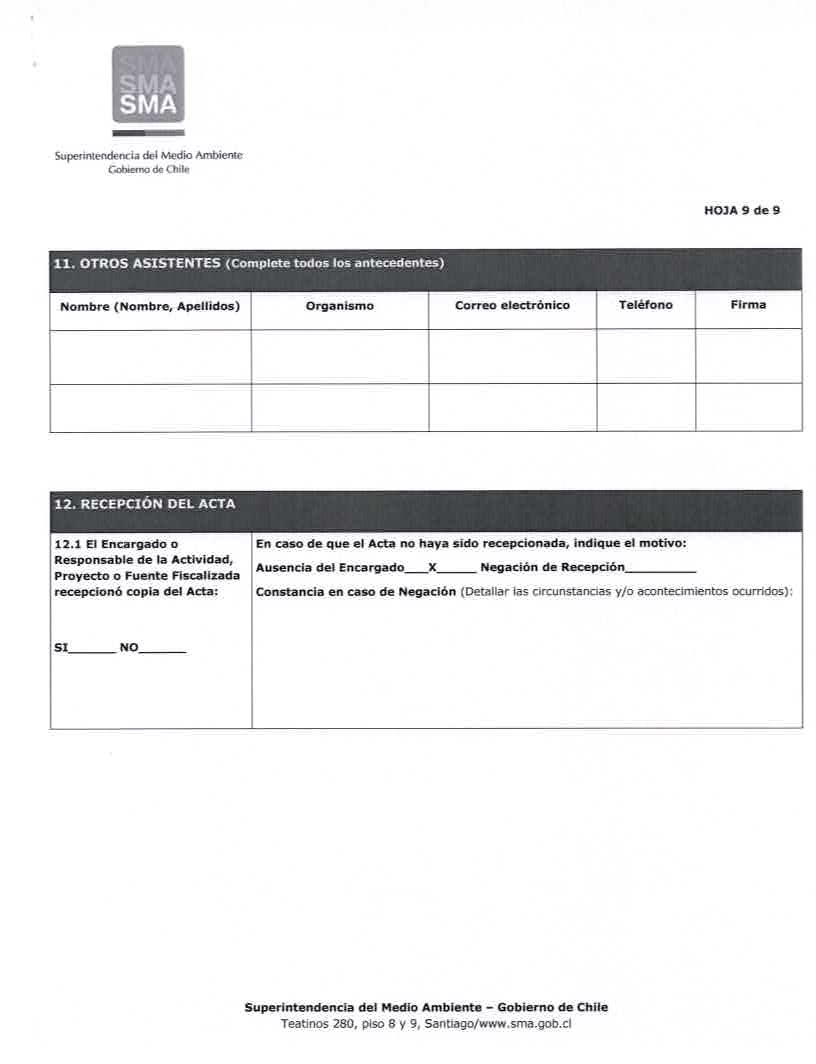 SMA
SMA
SMA
Superintendencia del Medio Ambiente
Gobierno de Chile
HOJA 9 de 9
11. OTROS ASISTENTES (Complete todos los antecedentes)
Nombre (Nombre, Apellidos) Organismo Correo electrónico Teléfono Firma
12. RECEPCIÓN DEL ACTA
12.1 El Encargado o
Responsable de la Actividad,
Proyecto o Fuente Fiscalizada
recepcionó copia del Acta:
SI_______ NO_______
En caso de que el Acta no haya sido recepcionada, indique el motivo:
Ausencia del Encargado___X_____ Negación de Recepción__________
Constancia en caso de Negación (Detallar las circunstancias y/o acontecimientos ocurridos):
Superintendencia del Medio Ambiente – Gobierno de Chile
Teatinos 280, piso 8 y 9, Santiago/www.sma.gob.cl